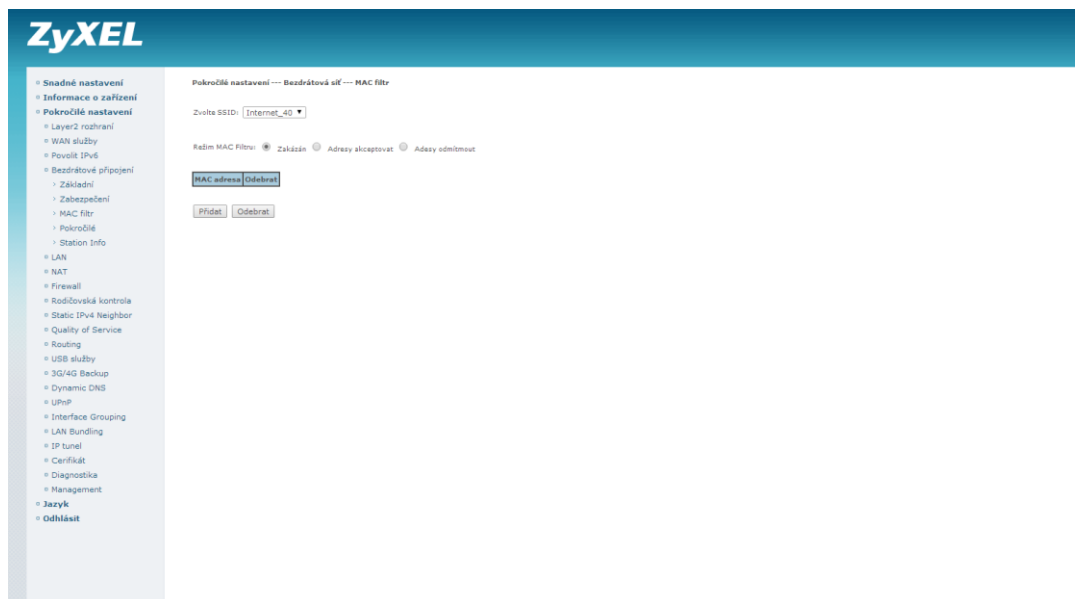 ZyXEL
Snadné nastavení
Informace o zařízení
Pokročilé nastavení
Layer2 rozhraní
WAN služby
Povolit IPv6
Bezdrátové připojení
Základní
Zabezpečení
MAC filtr
Pokročilé
Station Info
LAN
NAT
Firewall
Rodičovská kontrola
Static IPv4 Neighbor
Quality of Service
Routing
USB služby
3G/4G Backup
Dynamic DNS
UPnP
Interface Grouping
LAN Bundling
IP tunel
Cerifikát
Diagnostika
Management
Jazyk
Odhlásit
Pokročilé nastavení --- Bezdrátová síť --- MAC filtr
Zvolte SSID: Internet_40
Režim MAC Filtru: Zakázán Adresy akceptovat Adesy odmítnout
MAC adresa Odebrat
Přidat Odebrat